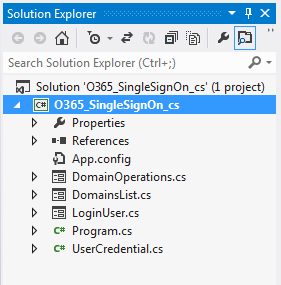 Solution Explorer
Search Solution Explorer (Ctrl+;)
Solution 'O365_SingleSignOn_cs' (1 project)
C# O365_SingleSignOn_cs
Properties
References
App.config
DomainOperations.cs
DomainsList.cs
LoginUser.cs
C# Program.cs
C# UserCredential.cs